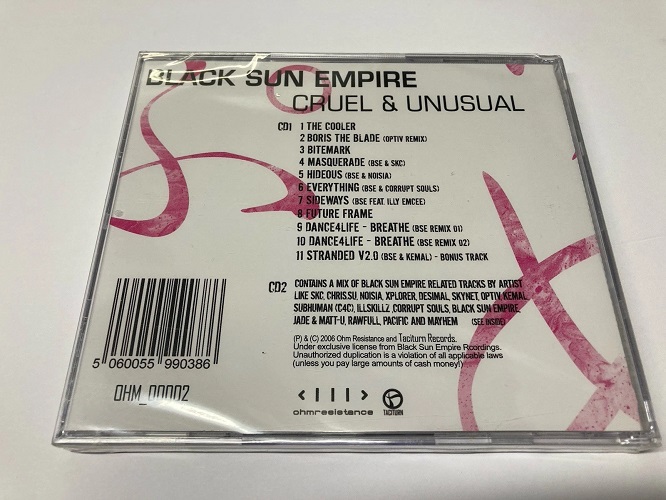 BLACK SUN EMPIRE
CRUEL & UNUSUAL
CD1 1 THE COOLER
2 BORIS THE BLADE (OPTIV REMIX)
3 BITEMARK
4 MASQUERADE (BSE & SKC)
5 HIDEOUS (BSE & NOISIA)
6 EVERYTHING (BSE & CORRUPT SOULS)
7 SIDEWAYS (BSE FEAT. ILLY EMCEE)
8 FUTURE FRAME
9 DANCE4LIFE - BREATHE (BSE REMIX 01)
10 DANCE4LIFE - BREATHE (BSE REMIX 02)
11 STRANDED V2.0 (BSE & KEMAL) - BONUS TRACK
CD2 CONTAINS A MIX OF BLACK SUN EMPIRE RELATED TRACKS BY ARTIST
LIKE SKC, CHRIS.SU, NOISIA, XPLORER, DESIMAL, SKYNET, OPTIV, KEMAL,
SUBHUMAN (C4C), ILLSKILLZ, CORRUPT SOULS, BLACK SUN EMPIRE,
JADE & MATT-U, RAWFULL, PACIFIC AND MAYHEM (SEE INSIDE)
(P) & (C) 2006 Ohm Resistance and Taciturn Records.
Under exclusive license from Black Sun Empire Rcordings.
Unauthorized duplication is a violation of all applicable laws
(unless you pay large amounts of cash money!)
5 060055 990386
OHM_00002
ohmresistance
TACITURN